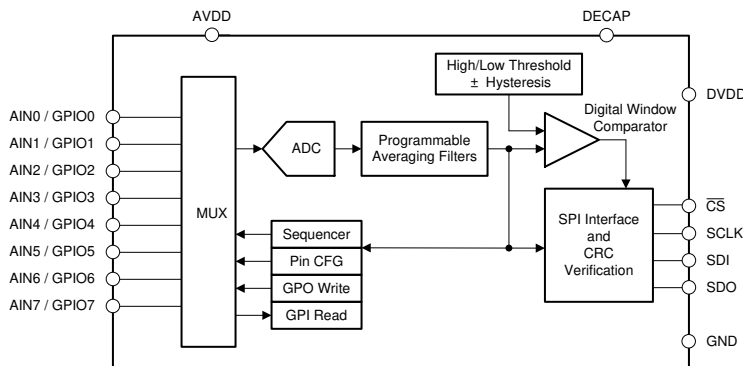 AVDD
DECAP
High/Low Threshold
± Hysteresis
DVDD
AIN0 / GPIO0
AIN1 / GPIO1
AIN2 / GPIO2
AIN3 / GPIO3
AIN4 / GPIO4
AIN5 / GPIO5
AIN6 / GPIO6
AIN7 / GPIO7
MUX
ADC
Programmable
Averaging Filters
Digital Window
Comparator
Sequencer
Pin CFG
GPO Write
GPI Read
SPI Interface
and
CRC
Verification
CS
SCLK
SDI
SDO
GND